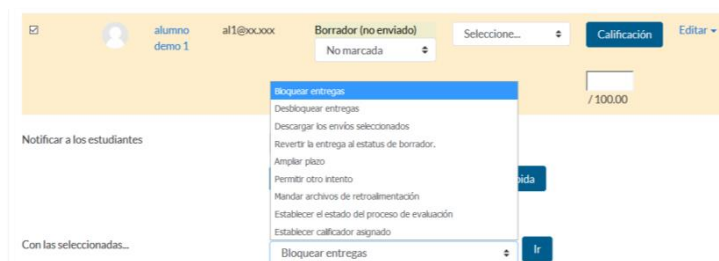 alumno
demo 1
al1@xx.xxx
Borrador (no enviado)
No marcada
Seleccione...
Calificación
Editar
/ 100.00
Notificar a los estudiantes
Bloquear entregas
Desbloquear entregas
Descargar los envíos seleccionados
Revertir la entrega al estatus de borrador.
Ampliar plazo
Permitir otro intento
Mandar archivos de retroalimentación
Establecer el estado del proceso de evaluación
Establecer calificador asignado
Con las seleccionadas...
Bloquear entregas
Ir